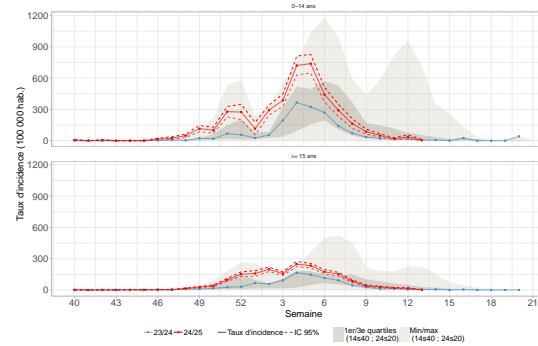 0−14 ans
1200
900
600
300
0
>= 15 ans
1200
900
600
300
0
Taux d'incidence (100 000 hab.)
40 43 46 49 52 3 6 9 12 15 18 21
Semaine
23/24 24/25 Taux d'incidence IC 95% 1er/3e quartiles (14s40 ; 24s20) Min/max (14s40 ; 24s20)